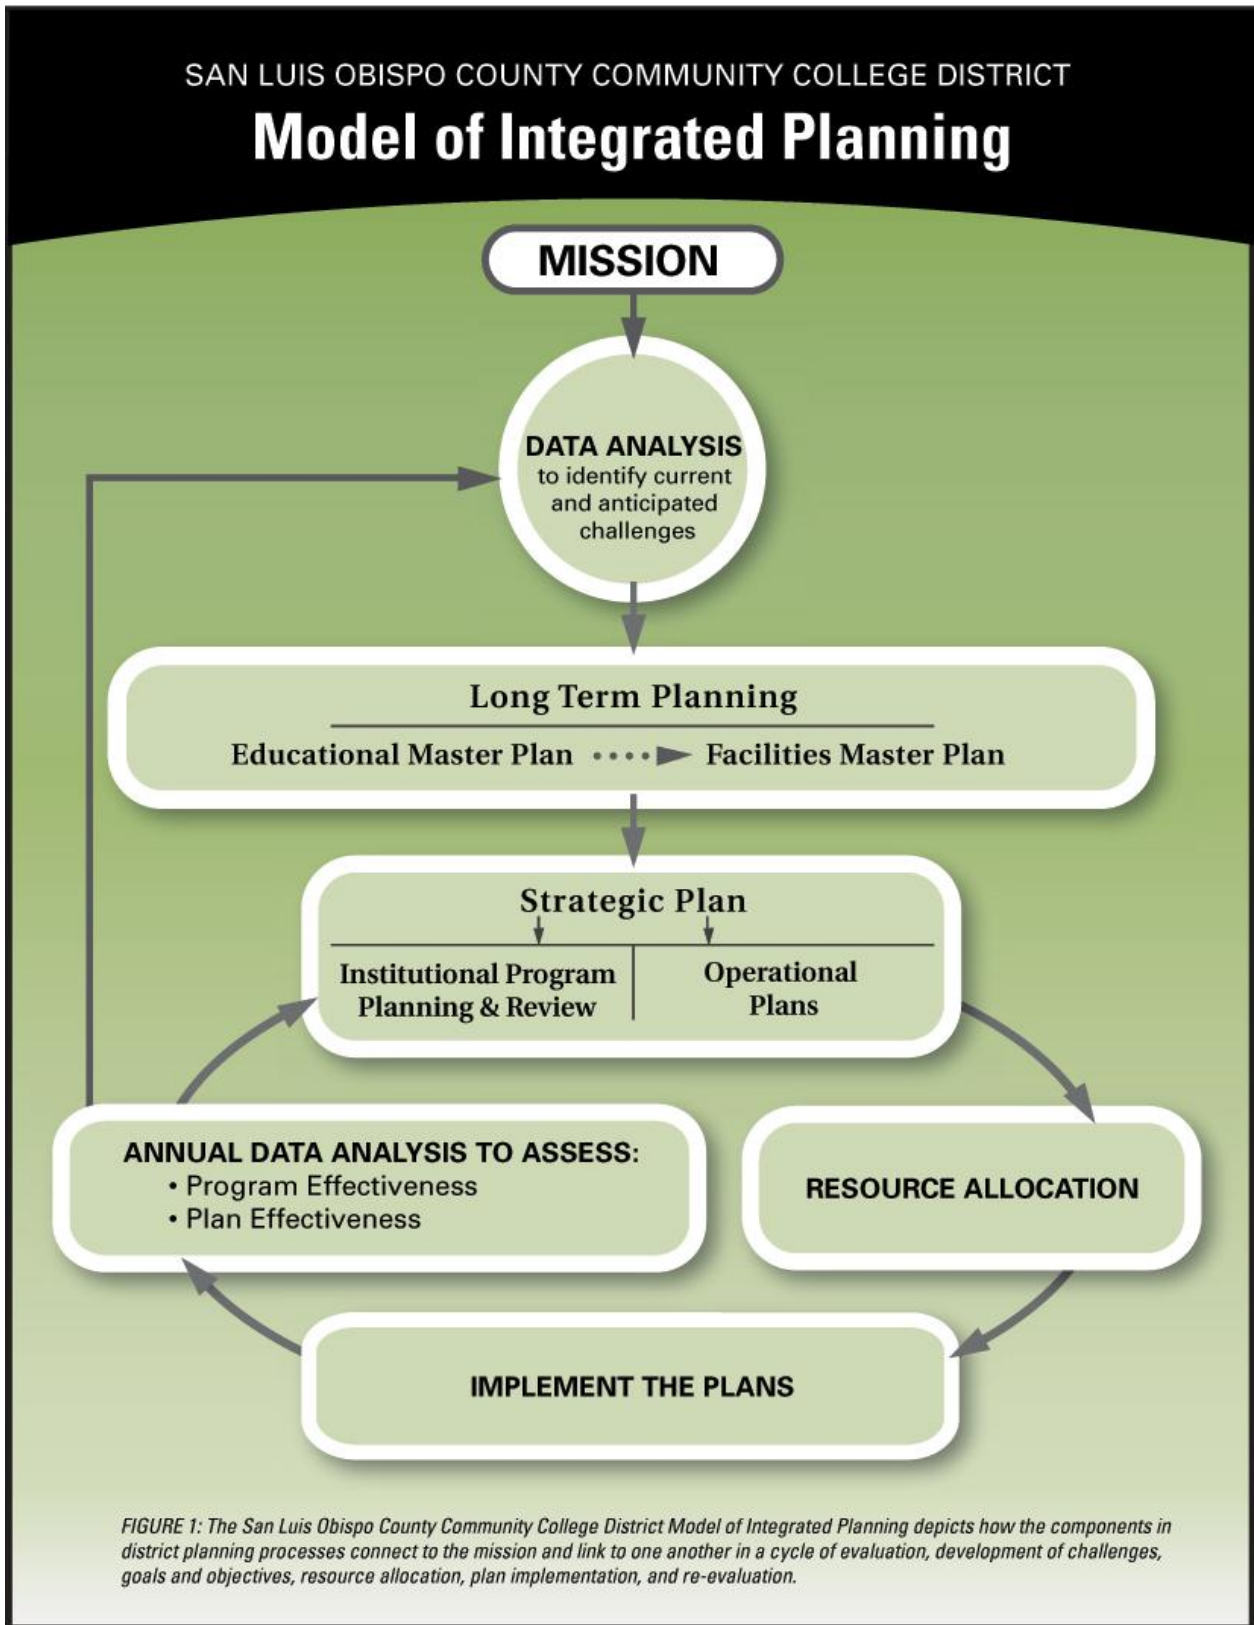 SAN LUIS OBISPO COUNTY COMMUNITY COLLEGE DISTRICT
Model of Integrated Planning
MISSION
DATA ANALYSIS
to identify current
and anticipated
challenges
Long Term Planning
Educational Master Plan
Facilities Master Plan
Strategic Plan
Institutional Program
Planning & Review
Operational
Plans
ANNUAL DATA ANALYSIS TO ASSESS:
• Program Effectiveness
• Plan Effectiveness
RESOURCE ALLOCATION
IMPLEMENT THE PLANS
FIGURE 1: The San Luis Obispo County Community College District Model of Integrated Planning depicts how the components in
district planning processes connect to the mission and link to one another in a cycle of evaluation, development of challenges,
goals and objectives, resource allocation, plan implementation, and re-evaluation.